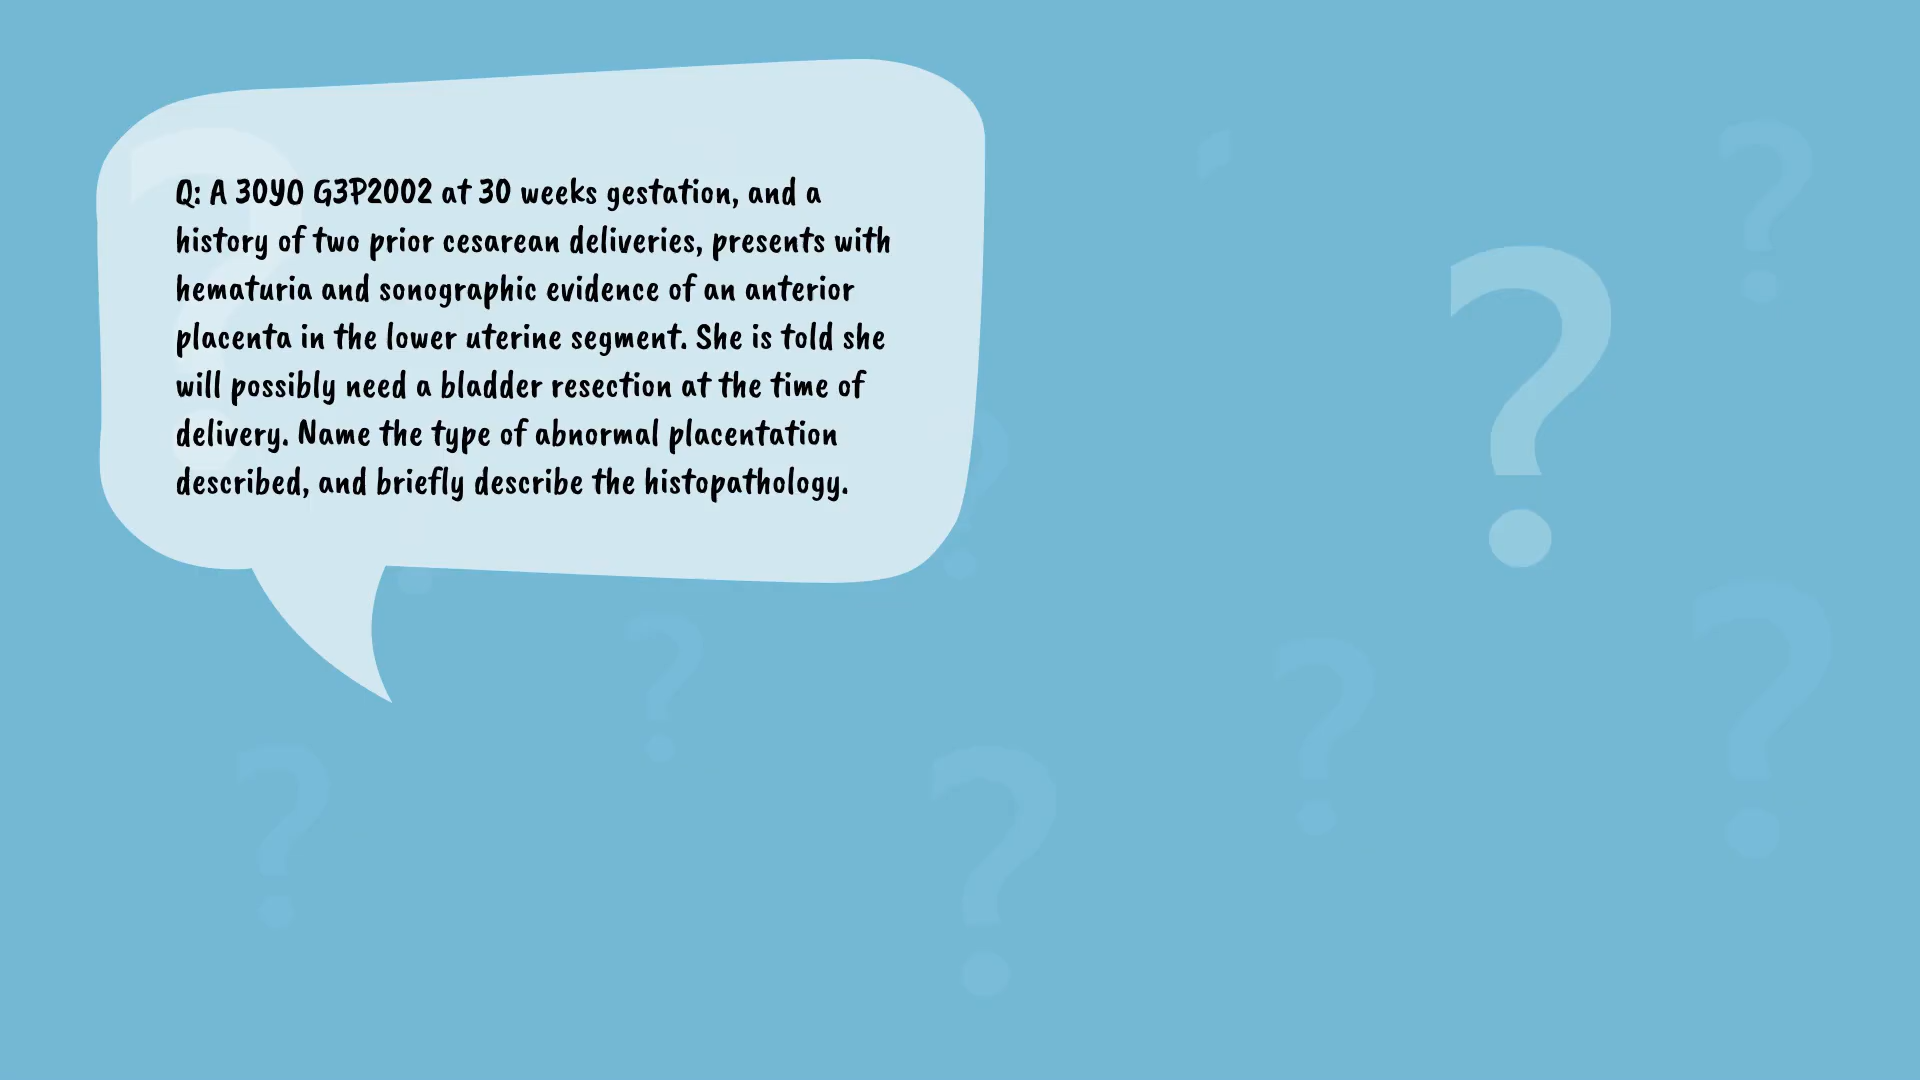 Q: A 30YO G3P2002 at 30 weeks gestation, and a
history of two prior cesarean deliveries, presents with
hematuria and sonographic evidence of an anterior
placenta in the lower uterine segment. She is told she
will possibly need a bladder resection at the time of
delivery. Name the type of abnormal placentation
described, and briefly describe the histopathology.